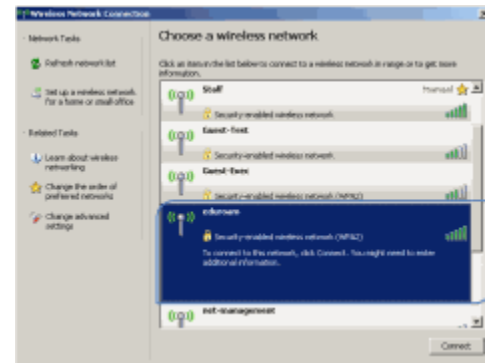 Wireless Network Connection
Network Tasks
Refresh network list
Set up a wireless network
for a home or small office
Related Tasks
Learn about wireless
networking
Change the order of
preferred networks
Change advanced
settings
Choose a wireless network
Click an item in the list below to connect to a wireless network in range or to get more
information.
Staff
Manual
Security-enabled wireless network
Guest-Test
Security-enabled wireless network
Security-enabled wireless network (WPA2)
eduroam
Security-enabled wireless network (WPA2)
To connect to this network, click Connect. You might need to enter
additional information.
net-management
Connect